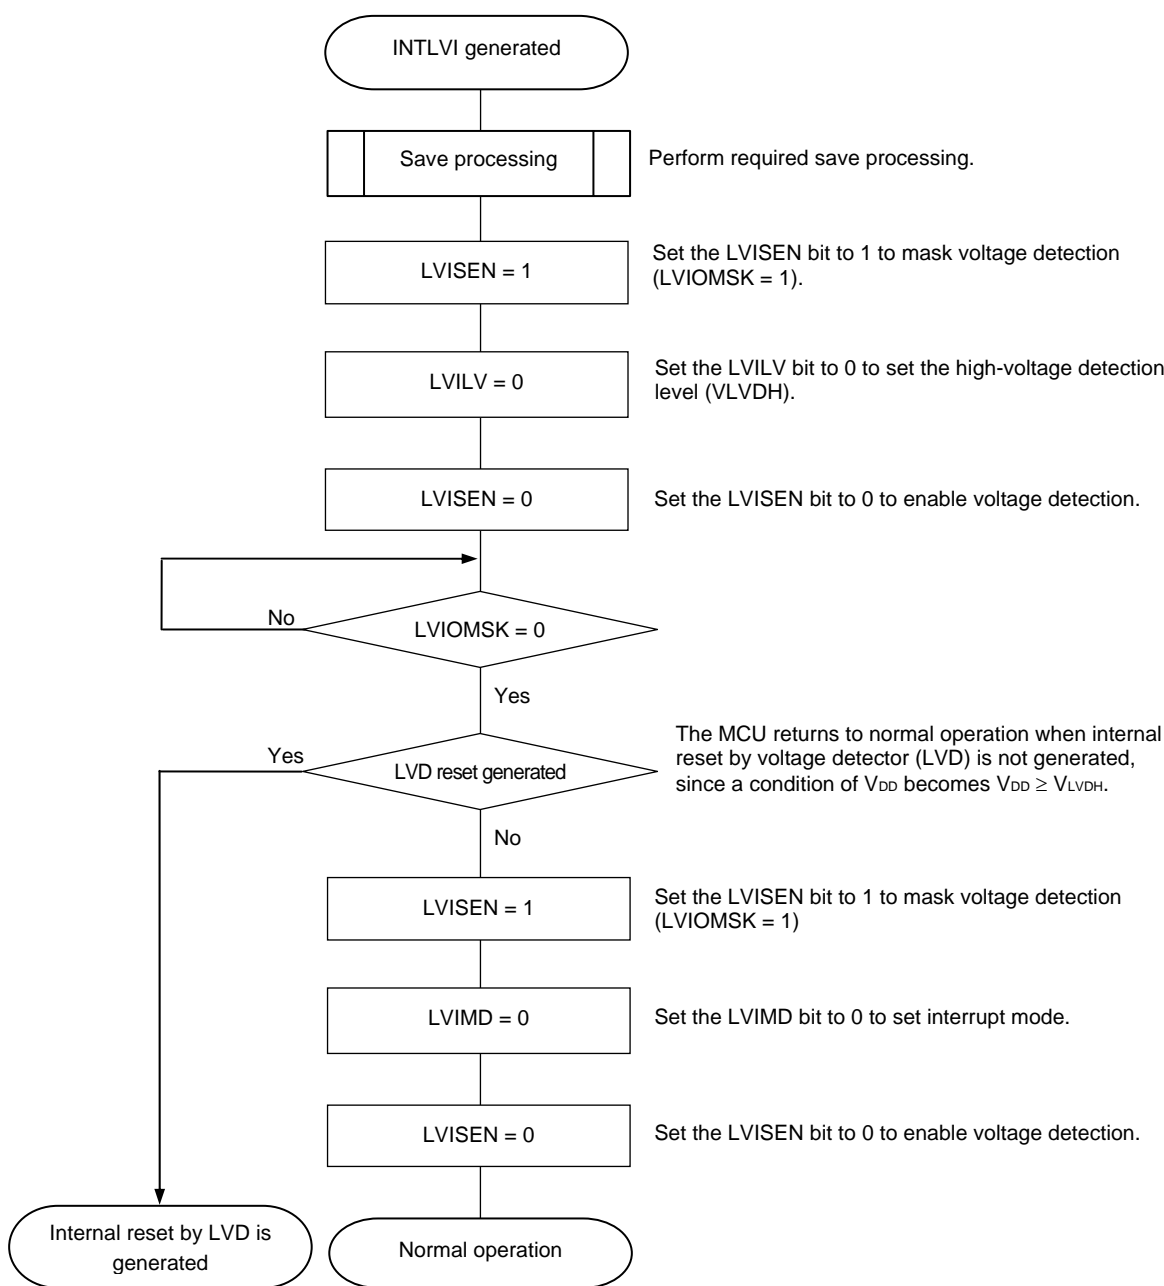 INTLVI generated
Save processing
Perform required save processing.
LVISEN = 1
Set the LVISEN bit to 1 to mask voltage detection
(LVIOMSK = 1).
LVILV = 0
Set the LVILV bit to 0 to set the high-voltage detection
level (VLVDH).
LVISEN = 0
Set the LVISEN bit to 0 to enable voltage detection.
No
LVIOMSK = 0
Yes
Yes
LVD reset generated
The MCU returns to normal operation when internal
reset by voltage detector (LVD) is not generated,
since a condition of VDD becomes VDD ≥ VLVDH.
No
LVISEN = 1
Set the LVISEN bit to 1 to mask voltage detection
(LVIOMSK = 1)
LVIMD = 0
Set the LVIMD bit to 0 to set interrupt mode.
LVISEN = 0
Set the LVISEN bit to 0 to enable voltage detection.
Internal reset by LVD is
generated
Normal operation